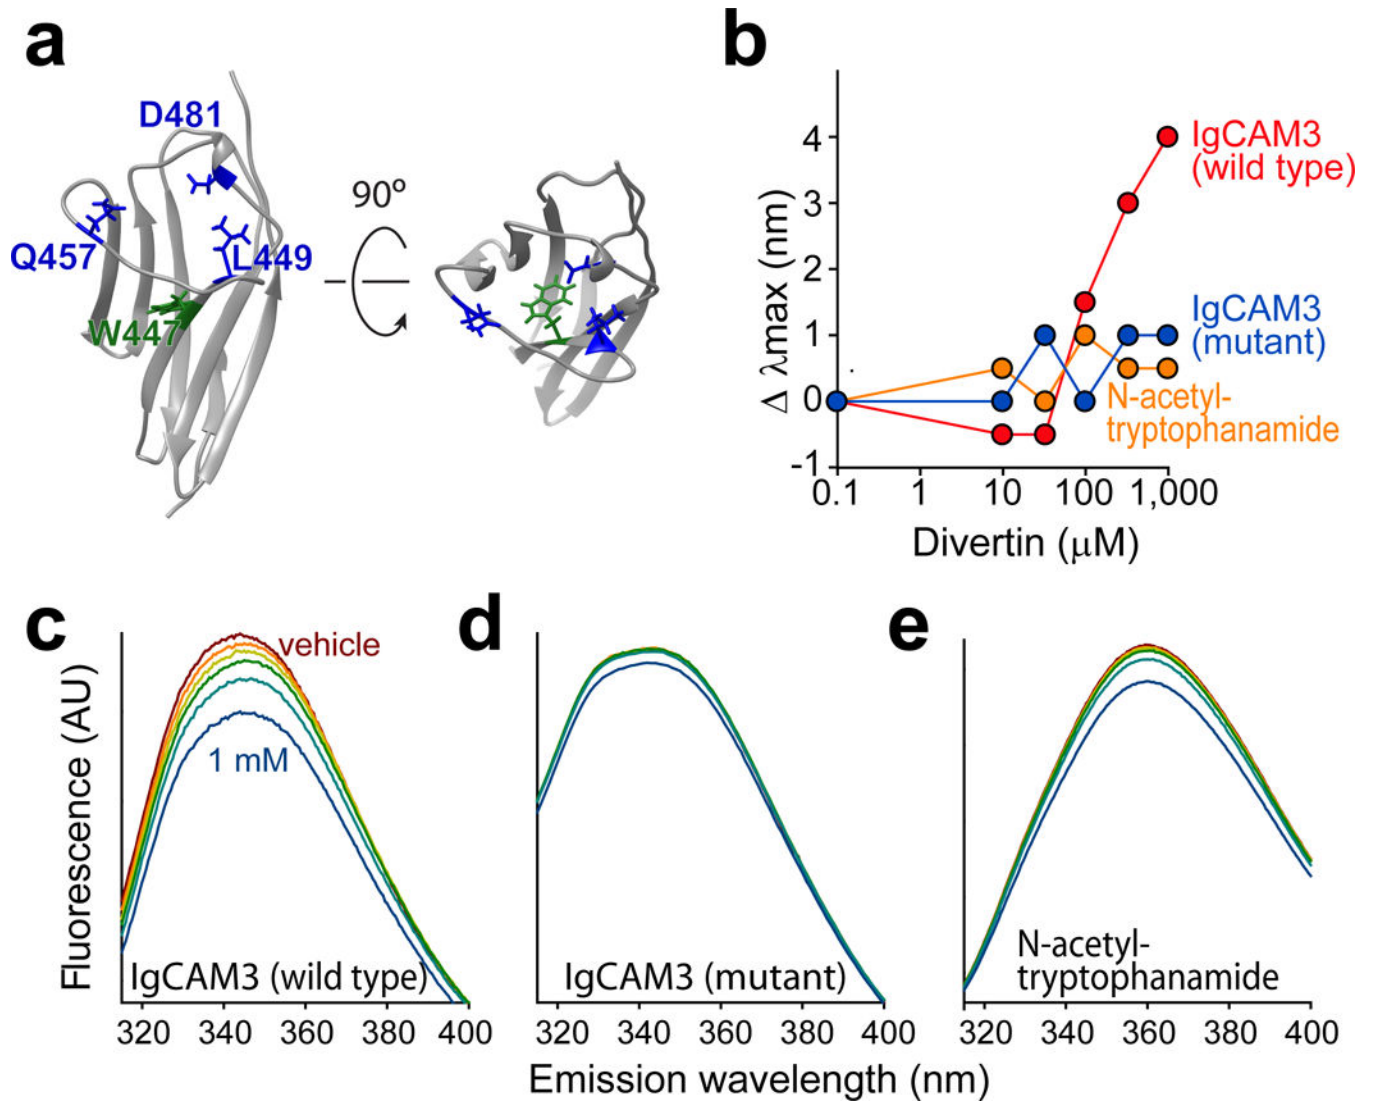 a
D481
Q457
L449
W447
90º
b
Δ λmax (nm)
4
3
2
1
0
-1
0.1
1
10
100
1,000
Divertin (µM)
IgCAM3
(wild type)
IgCAM3
(mutant)
N-acetyl-
tryptophanamide
c
Fluorescence (AU)
vehicle
1 mM
IgCAM3 (wild type)
320 340 360 380 400
d
IgCAM3 (mutant)
320 340 360 380 400
e
N-acetyl-
tryptophanamide
320 340 360 380 400
Emission wavelength (nm)